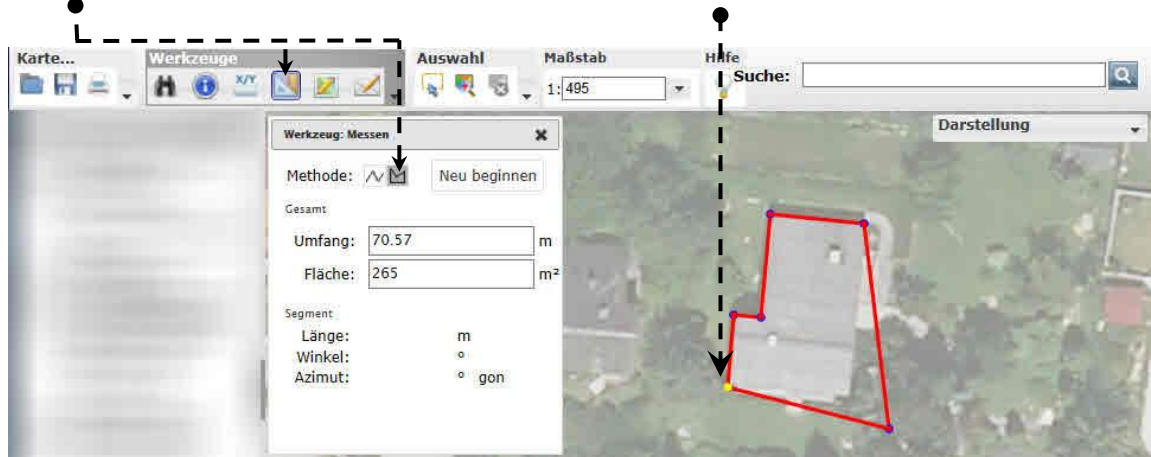 Karte...
Werkzeuge
Auswahl
Maßstab
Hilfe
X/Y
1: 495
Suche:
Darstellung
Werkzeug: Messen
Methode:
Neu beginnen
Gesamt
Umfang: 70.57 m
Fläche: 265 m²
Segment
Länge: m
Winkel: °
Azimut: ° gon